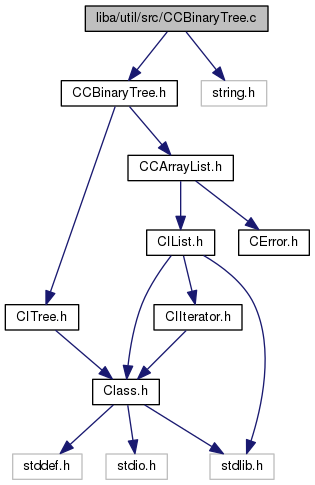 liba/util/src/CCBinaryTree.c
CCBinaryTree.h
string.h
CCArrayList.h
CIList.h
CError.h
CITree.h
CIIterator.h
Class.h
stddef.h
stdio.h
stdlib.h